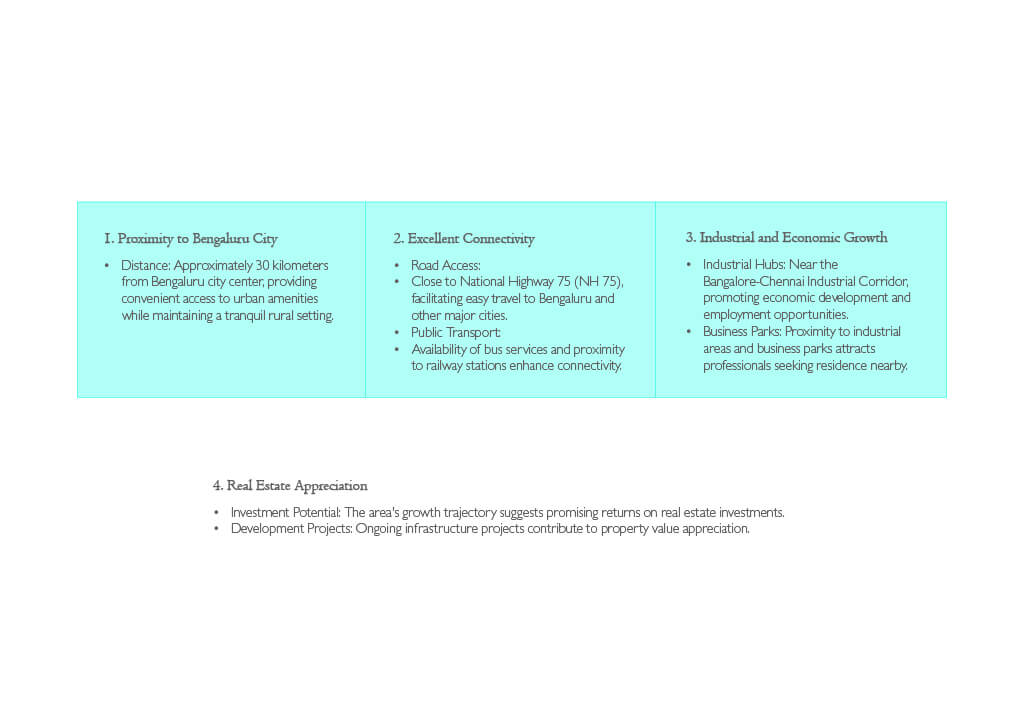 1. Proximity to Bengaluru City
• Distance: Approximately 30 kilometers
from Bengaluru city center, providing
convenient access to urban amenities
while maintaining a tranquil rural setting.
2. Excellent Connectivity
• Road Access:
• Close to National Highway 75 (NH 75),
facilitating easy travel to Bengaluru and
other major cities.
• Public Transport:
• Availability of bus services and proximity
to railway stations enhance connectivity.
3. Industrial and Economic Growth
• Industrial Hubs: Near the
Bangalore-Chennai Industrial Corridor,
promoting economic development and
employment opportunities.
• Business Parks: Proximity to industrial
areas and business parks attracts
professionals seeking residence nearby.
4. Real Estate Appreciation
• Investment Potential: The area's growth trajectory suggests promising returns on real estate investments.
• Development Projects: Ongoing infrastructure projects contribute to property value appreciation.